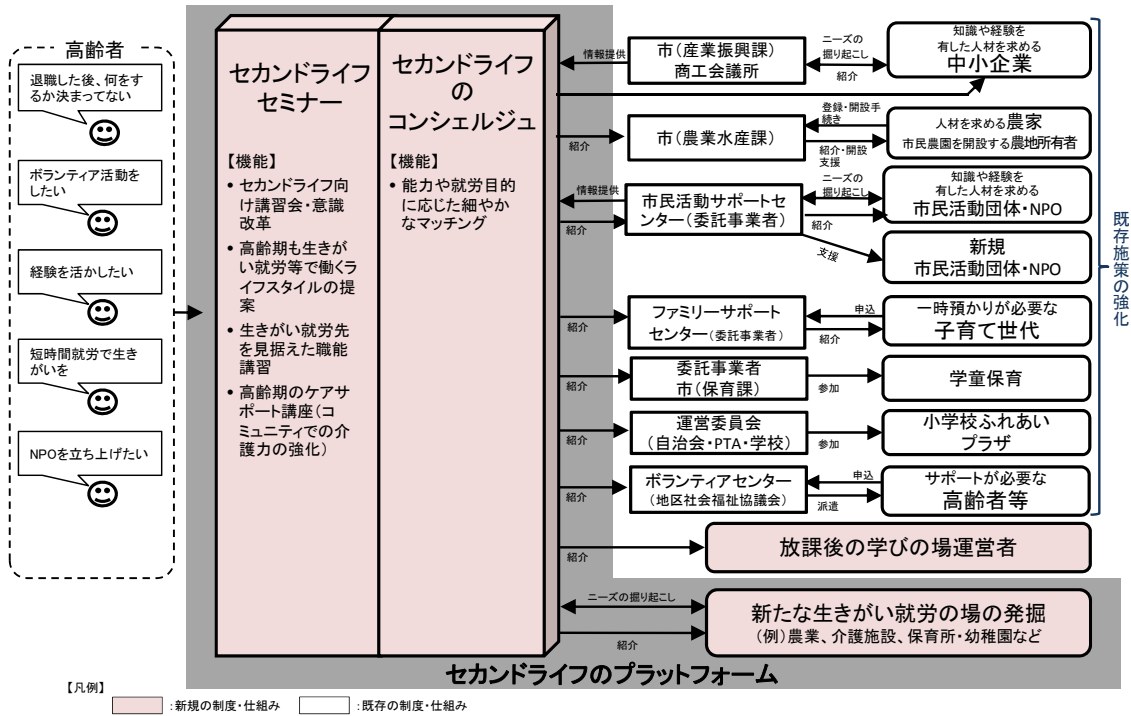 高齢者
退職した後、何をす
るか決まってない
ボランティア活動を
したい
経験を活かしたい
短時間就労で生き
がいを
NPOを立ち上げたい
セカンドライフ
セミナー
【機能】
• セカンドライフ向
け講習会・意識
改革
• 高齢期も生きが
い就労等で働くラ
イフスタイルの提
案
• 生きがい就労先
を見据えた職能
講習
• 高齢期のケアサ
ポート講座(コ
ミュニティでの介
護力の強化)
セカンドライフ
の
コンシェルジュ
【機能】
• 能力や就労目的
に応じた細やか
なマッチング
情報提供
市(産業振興課)
商工会議所
ニーズの
掘り起こし
紹介
知識や経験を
有した人材を求める
中小企業
紹介
市(農業水産課)
登録・開設手
続き
紹介・開設
支援
人材を求める農家
市民農園を開設する農地所有者
情報提供
紹介
市民活動サポートセ
ンター(委託事業者)
ニーズの
掘り起こし
紹介
支援
知識や経験を
有した人材を求める
市民活動団体・NPO
新規
市民活動団体・NPO
紹介
ファミリーサポート
センター(委託事業者)
申込
紹介
一時預かりが必要な
子育て世代
紹介
委託事業者
市(保育課)
参加
学童保育
紹介
運営委員会
(自治会・PTA・学校)
参加
小学校ふれあい
プラザ
紹介
ボランティアセンター
(地区社会福祉協議会)
申込
派遣
サポートが必要な
高齢者等
既存施策の強化
紹介
放課後の学びの場運営者
ニーズの掘り起こし
紹介
新たな生きがい就労の場の発掘
(例)農業、介護施設、保育所・幼稚園など
セカンドライフのプラットフォーム
【凡例】
:新規の制度・仕組み
:既存の制度・仕組み